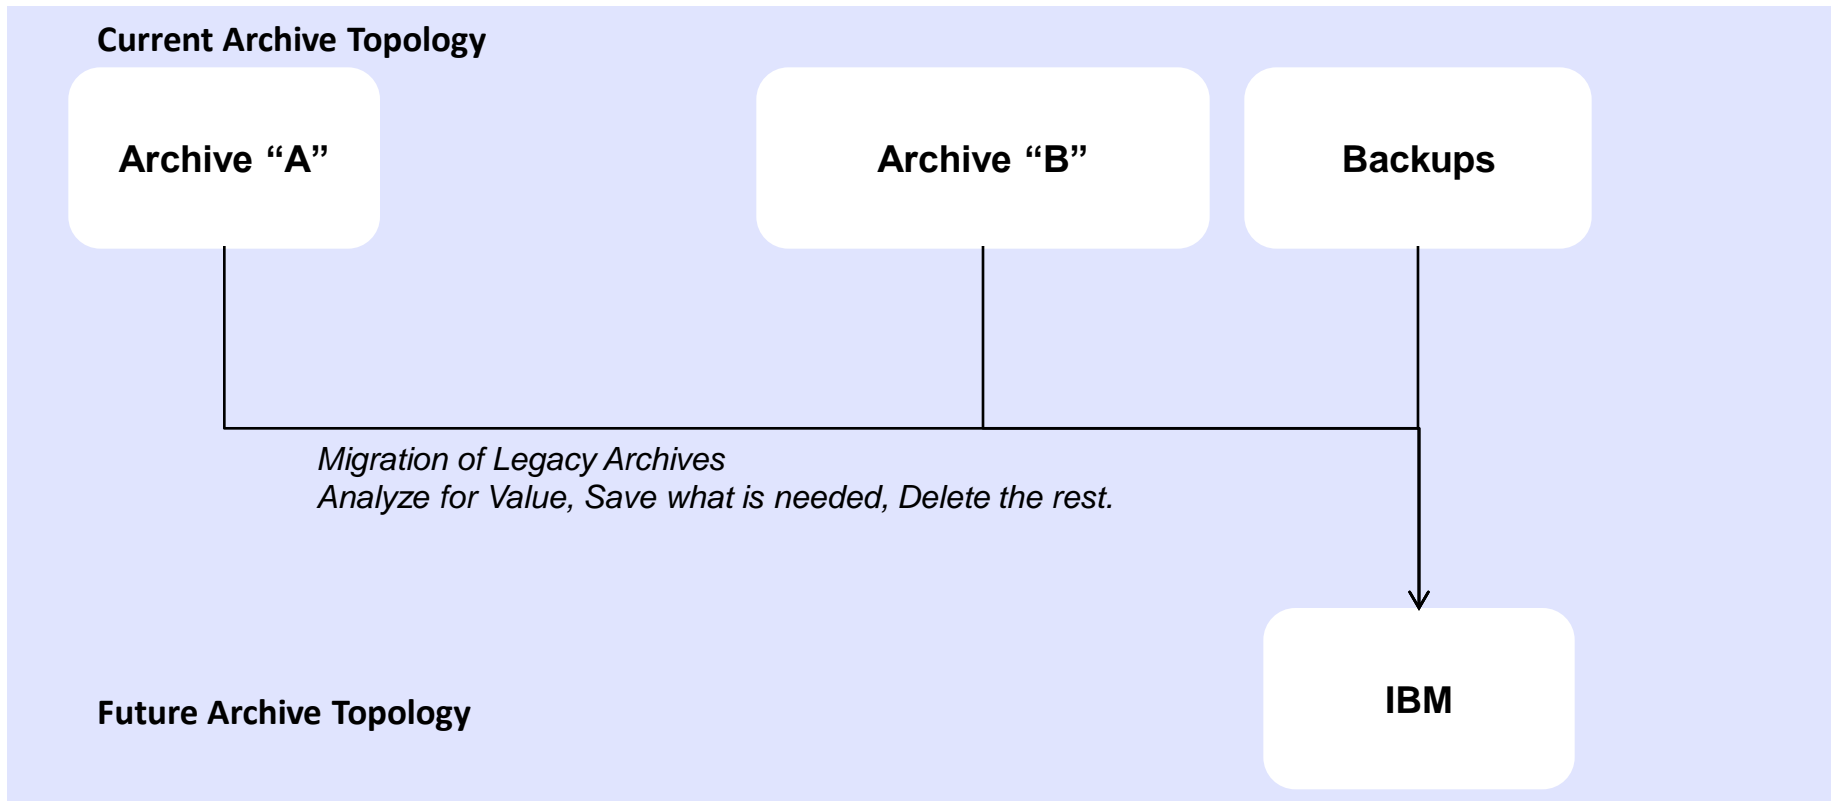 Current Archive Topology
Archive “A”
Archive “B”
Backups
Migration of Legacy Archives
Analyze for Value, Save what is needed, Delete the rest.
IBM
Future Archive Topology